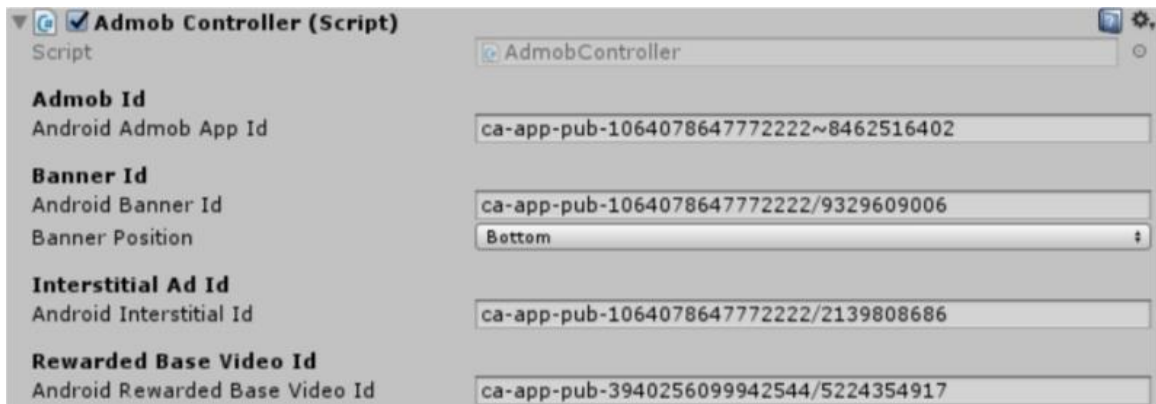 Admob Controller (Script)
Script AdmobController
Admob Id
Android Admob App Id ca-app-pub-1064078647772222~8462516402
Banner Id
Android Banner Id ca-app-pub-1064078647772222/9329609006
Banner Position Bottom
Interstitial Ad Id
Android Interstitial Id ca-app-pub-1064078647772222/2139808686
Rewarded Base Video Id
Android Rewarded Base Video Id ca-app-pub-3940256099942544/5224354917